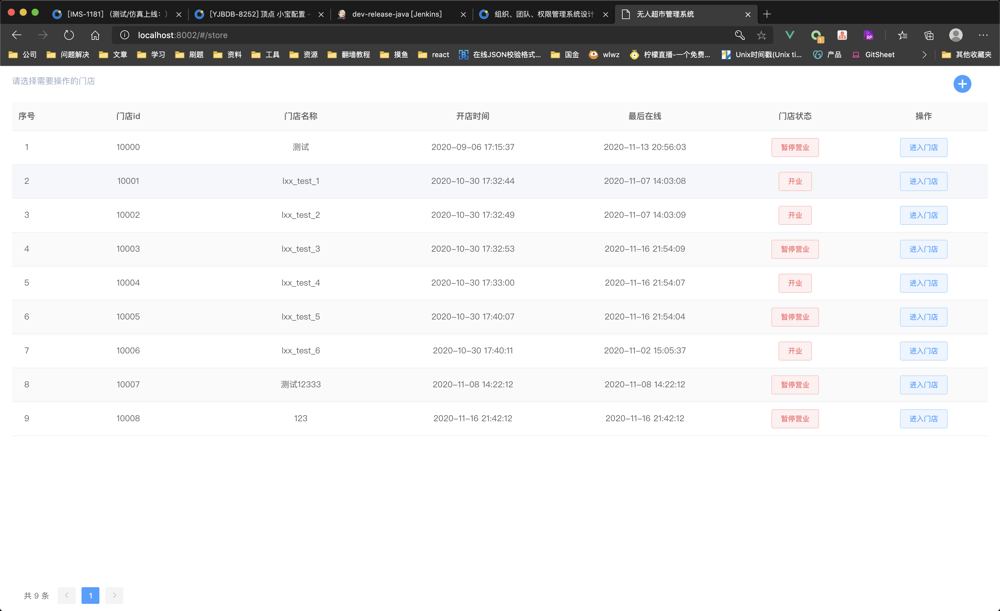 [IMS-1181] （测试/仿真上线：）
[YJBDB-8252] 顶点 小宝配置 -
dev-release-java [Jenkins]
组织、团队、权限管理系统设计
无人超市管理系统
localhost:8002/#/store
1
RP
公司 问题解决 文章 学习 刷题 资料 工具 资源 翻墙教程 摸鱼 react 在线JSON校验格式... 国金 wlwz 柠檬直播-一个免费... Unix时间戳(Unix ti... 产品 GitSheet 其他收藏夹
请选择需要操作的门店
序号 门店id 门店名称 开店时间 最后在线 门店状态 操作
1 10000 测试 2020-09-06 17:15:37 2020-11-13 20:56:03 暂停营业 进入门店
2 10001 lxx_test_1 2020-10-30 17:32:44 2020-11-07 14:03:08 开业 进入门店
3 10002 lxx_test_2 2020-10-30 17:32:49 2020-11-07 14:03:09 开业 进入门店
4 10003 lxx_test_3 2020-10-30 17:32:53 2020-11-16 21:54:09 暂停营业 进入门店
5 10004 lxx_test_4 2020-10-30 17:33:00 2020-11-16 21:54:07 开业 进入门店
6 10005 lxx_test_5 2020-10-30 17:40:07 2020-11-16 21:54:04 暂停营业 进入门店
7 10006 lxx_test_6 2020-10-30 17:40:11 2020-11-02 15:05:37 开业 进入门店
8 10007 测试12333 2020-11-08 14:22:12 2020-11-08 14:22:12 暂停营业 进入门店
9 10008 123 2020-11-16 21:42:12 2020-11-16 21:42:12 暂停营业 进入门店
共 9 条 1